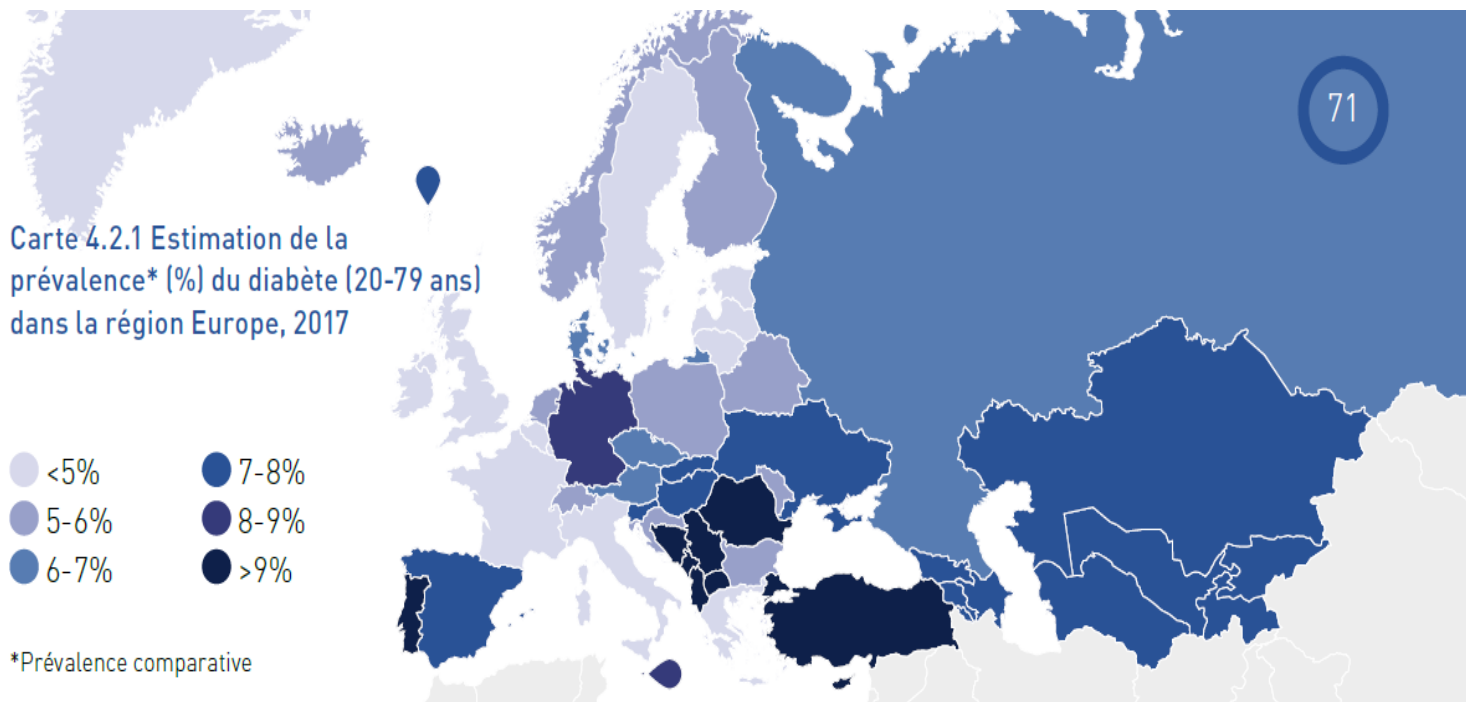 71
Carte 4.2.1 Estimation de la
prévalence* (%) du diabète (20-79 ans)
dans la région Europe, 2017
<5%
7-8%
5-6%
8-9%
6-7%
>9%
*Prévalence comparative